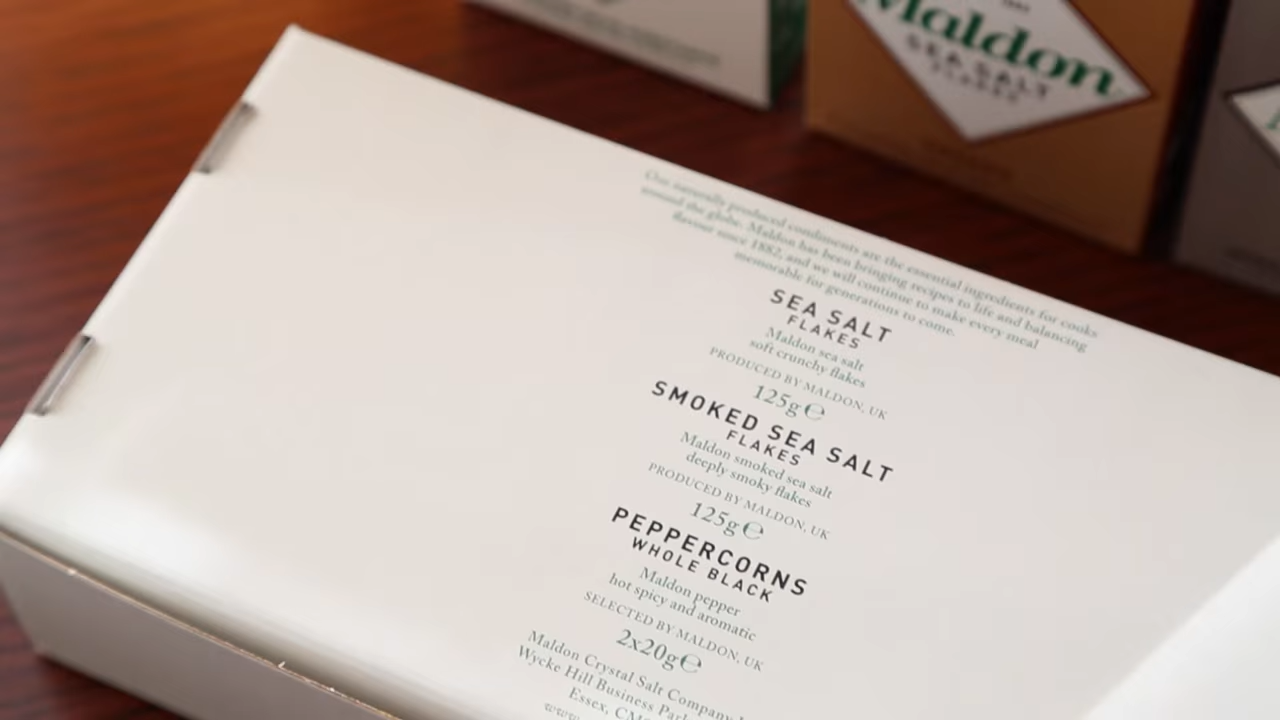 Maldon
SEA SALT
FLAKES
Our naturally produced condiments are the essential ingredients for cooks
around the globe. Maldon has been bringing recipes to life and balancing
flavour since 1882, and we will continue to make every meal
memorable for generations to come.
SEA SALT
FLAKES
Maldon sea salt
soft crunchy flakes
PRODUCED BY MALDON, UK
125g℮
SMOKED SEA SALT
FLAKES
Maldon smoked sea salt
deeply smoky flakes
PRODUCED BY MALDON, UK
125g℮
PEPPERCORNS
WHOLE BLACK
Maldon pepper
hot spicy and aromatic
SELECTED BY MALDON, UK
2x20g℮
Maldon Crystal Salt Company
Wycke Hill Business Park
Essex, CM
www